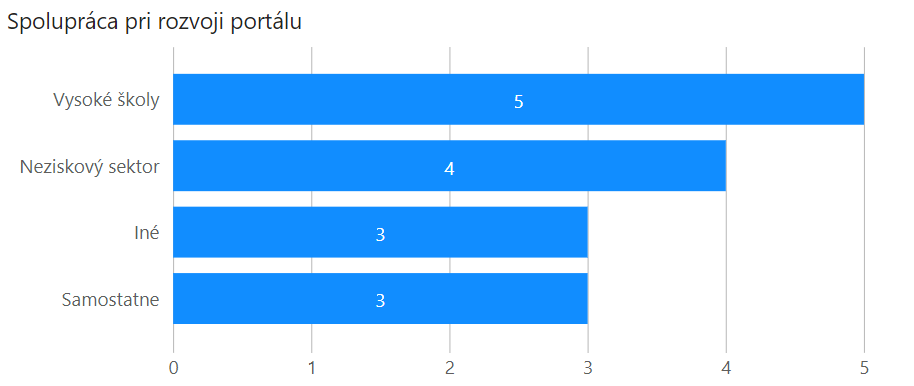 Spolupráca pri rozvoji portálu
Vysoké školy
5
Neziskový sektor
4
Iné
3
Samostatne
3
0 1 2 3 4 5